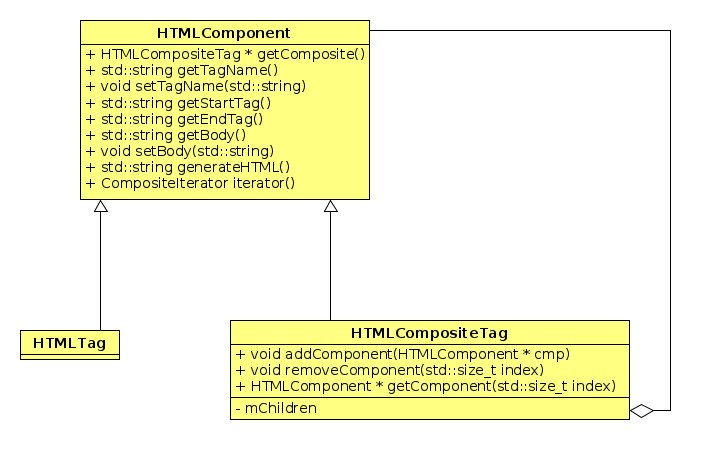 HTMLComponent
+ HTMLCompositeTag * getComposite()
+ std::string getTagName()
+ void setTagName(std::string)
+ std::string getStartTag()
+ std::string getEndTag()
+ std::string getBody()
+ void setBody(std::string)
+ std::string generateHTML()
+ CompositeIterator iterator()
HTMLTag
HTMLCompositeTag
+ void addComponent(HTMLComponent * cmp)
+ void removeComponent(std::size_t index)
+ HTMLComponent * getComponent(std::size_t index)
- mChildren